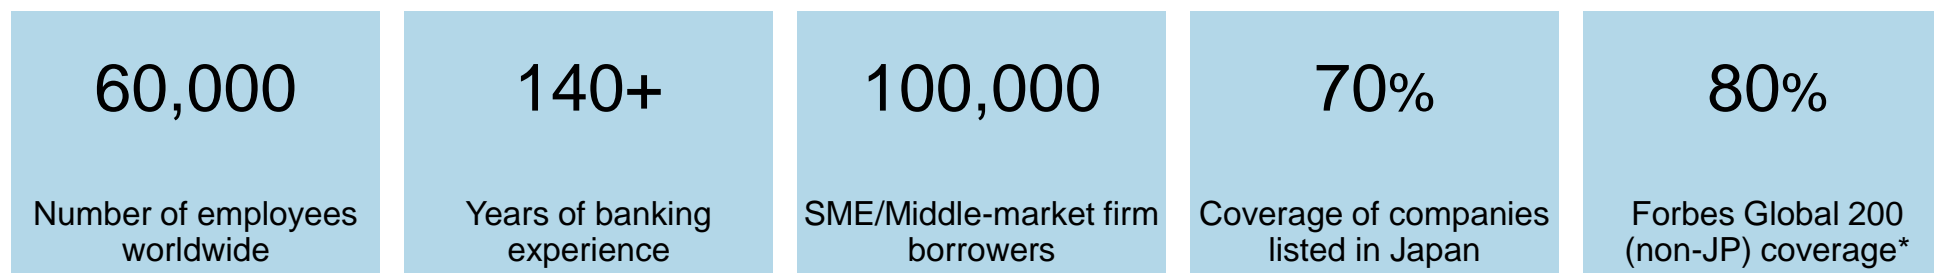 60,000
Number of employees
worldwide
140+
Years of banking
experience
100,000
SME/Middle-market firm
borrowers
70%
Coverage of companies
listed in Japan
80%
Forbes Global 200
(non-JP) coverage*